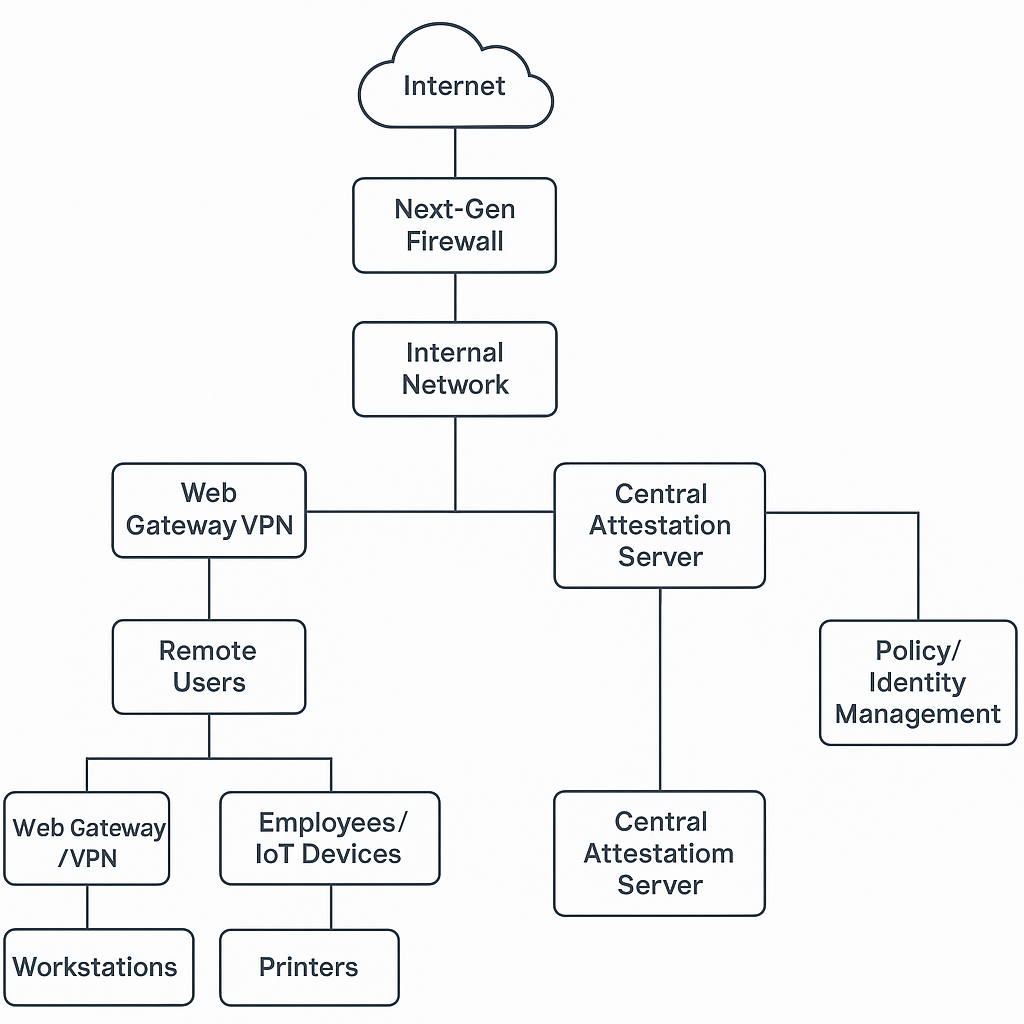 Internet
Next-Gen
Firewall
Internal
Network
Web
Gateway VPN
Central
Attestation
Server
Remote
Users
Policy/
Identity
Management
Web Gateway
/VPN
Employees/
IoT Devices
Central
Attestatiom
Server
Workstations
Printers